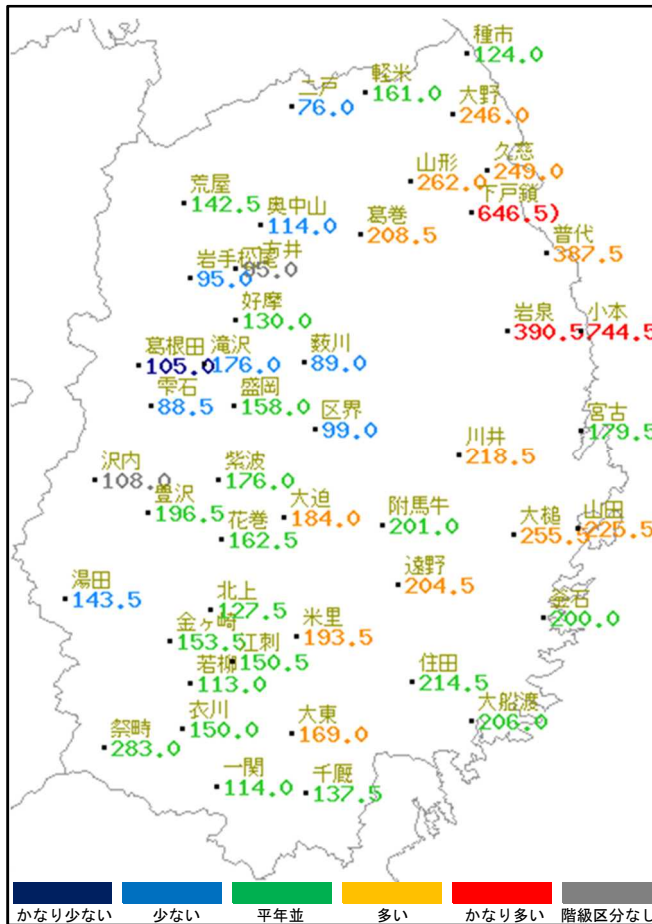 種市
124.0
軽米
161.0
二戸
76.0
大野
246.0
山形
262.0
久慈
249.0
下戸鎖
646.5)
荒屋
142.5
奥中山
114.0
葛巻
208.5
普代
387.5
岩手松尾
95.0
95.0
好摩
130.0
岩泉
390.5
小本
744.5
葛根田
105.0
滝沢
176.0
薮川
89.0
雫石
88.5
盛岡
158.0
区界
99.0
宮古
179.5
川井
218.5
沢内
108.0
紫波
176.0
豊沢
196.5
花巻
162.5
大迫
184.0
附馬牛
201.0
大槌
255.5
山田
225.5
湯田
143.5
遠野
204.5
釜石
200.0
北上
127.5
金ヶ崎
153.5
江刺
150.5
米里
193.5
若柳
113.0
住田
214.5
大船渡
206.0
衣川
150.0
大東
169.0
祭畤
283.0
一関
114.0
千厩
137.5
かなり少ない 少ない 平年並 多い かなり多い 階級区分なし